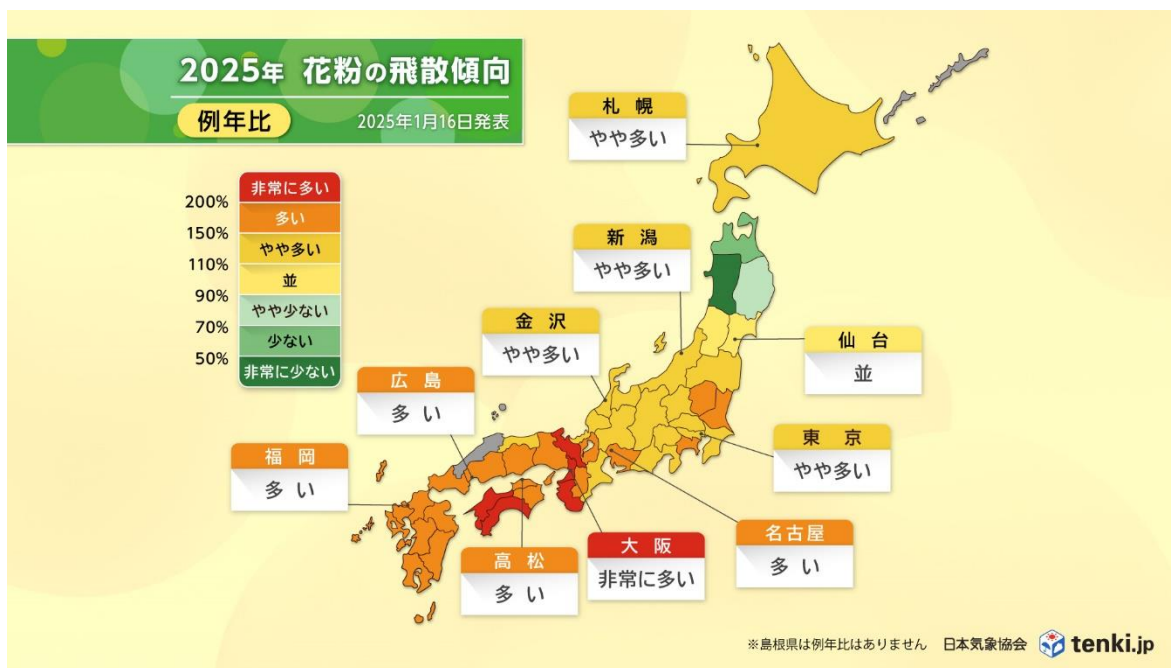 2025年 花粉の飛散傾向
例年比
2025年1月16日発表
非常に多い
200%
多い
150%
やや多い
110%
並
90%
やや少ない
70%
少ない
50%
非常に少ない
札幌
やや多い
新潟
やや多い
金沢
やや多い
仙台
並
広島
多い
東京
やや多い
福岡
多い
名古屋
多い
大阪
非常に多い
高松
多い
※島根県は例年比はありません 日本気象協会 tenki.jp